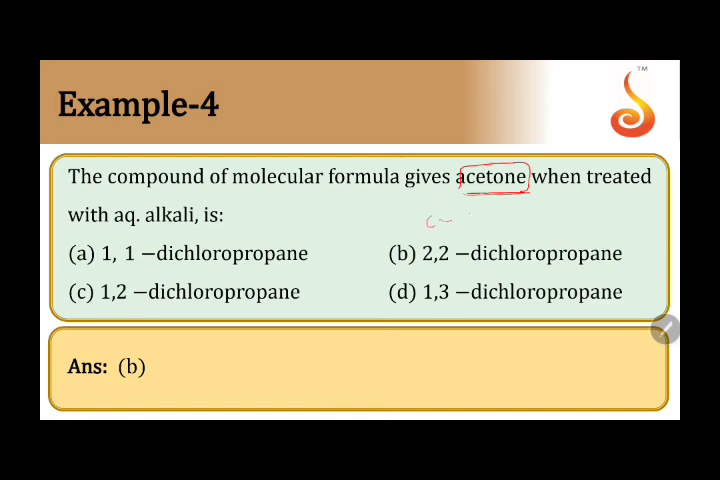 TM
Example-4
The compound of molecular formula gives acetone when treated
with aq. alkali, is:
(a) 1, 1 −dichloropropane (b) 2,2 −dichloropropane
(c) 1,2 −dichloropropane (d) 1,3 −dichloropropane
Ans: (b)